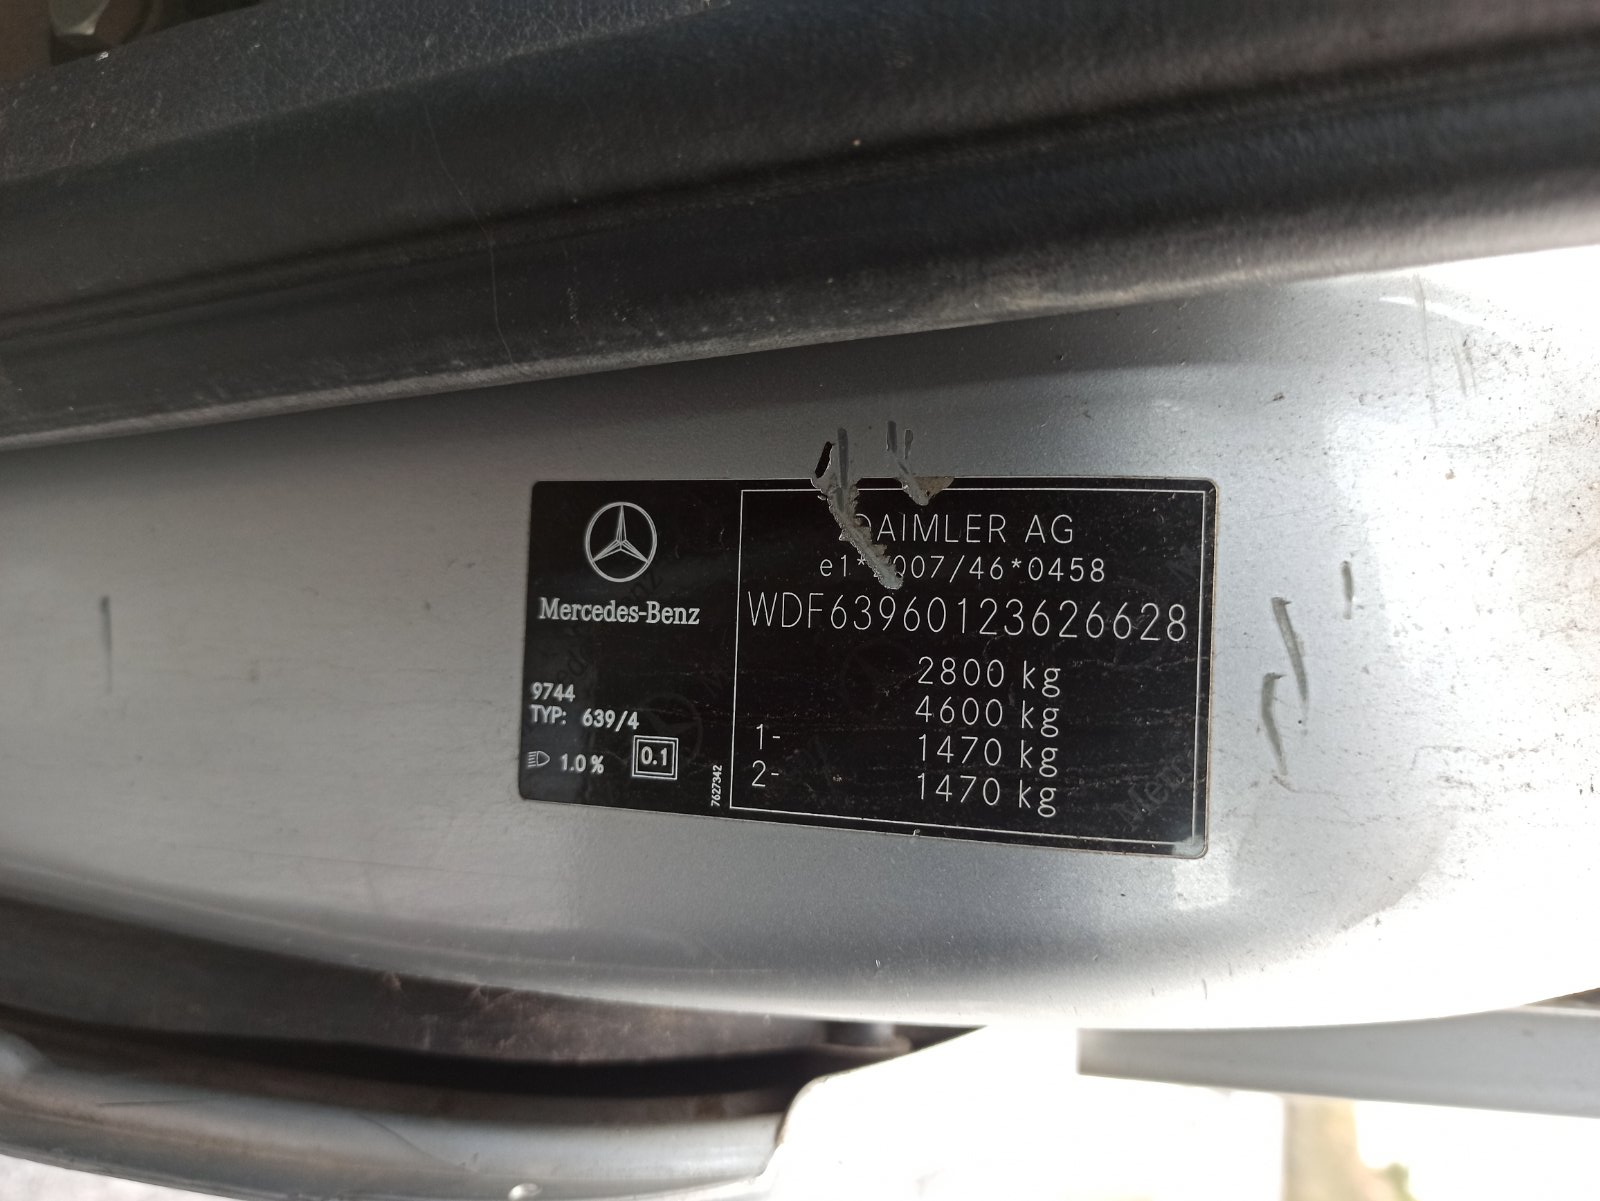 Mercedes-Benz
9744
TYP: 639/4
1.0 %
0.1
7627342
DAIMLER AG
e1*2007/46*0458
WDF63960123626628
2800 kg
4600 kg
1- 1470 kg
2- 1470 kg